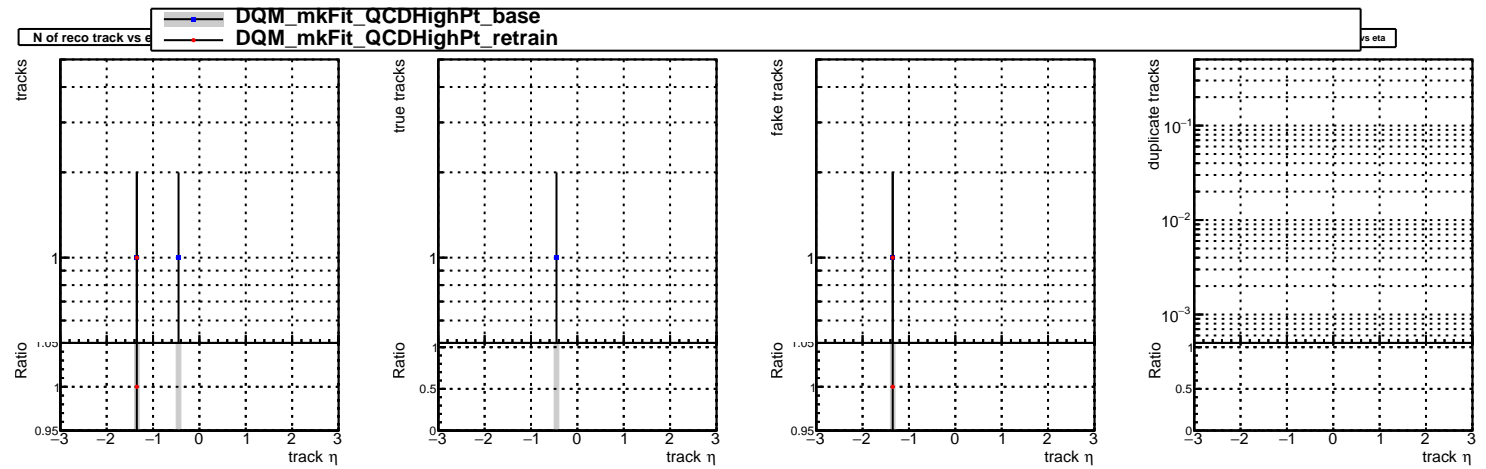 DQM_mkFit_QCDHighPt_base
DQM_mkFit_QCDHighPt_retrain
N of reco track vs e
vs eta
tracks
1
Ratio
1.05
1
0.95
−3 −2 −1 0 1 2 3
track η
true tracks
1
Ratio
1
0.5
0
−3 −2 −1 0 1 2 3
track η
fake tracks
1
Ratio
1.05
1
0.95
−3 −2 −1 0 1 2 3
track η
duplicate tracks
10⁻¹
10⁻²
10⁻³
Ratio
1
0.5
0
−3 −2 −1 0 1 2 3
track η